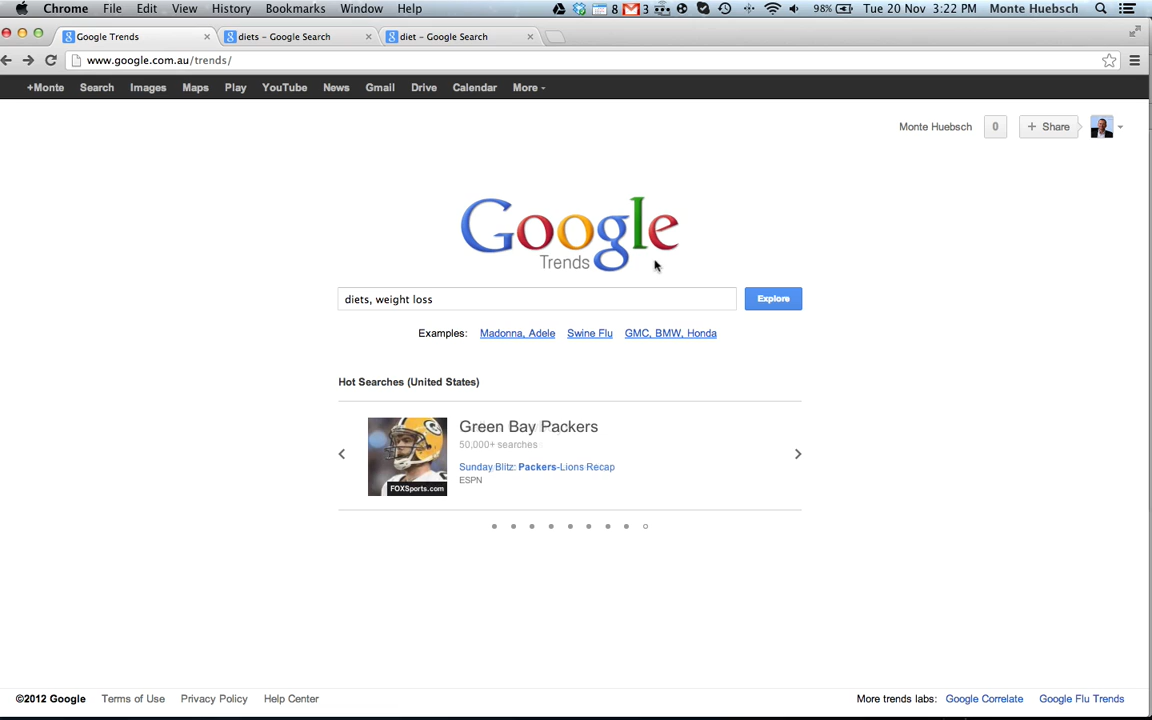 Chrome File Edit View History Bookmarks Window Help 8 3 98% Tue 20 Nov 3:22 PM Monte Huebsch
Google Trends diets – Google Search diet – Google Search
www.google.com.au/trends/
+Monte Search Images Maps Play YouTube News Gmail Drive Calendar More
Monte Huebsch 0 + Share
Google
Trends
diets, weight loss Explore
Examples: Madonna, Adele Swine Flu GMC, BMW, Honda
Hot Searches (United States)
Green Bay Packers
50,000+ searches
Sunday Blitz: Packers-Lions Recap
ESPN
FOXSports.com
©2012 Google Terms of Use Privacy Policy Help Center More trends labs: Google Correlate Google Flu Trends